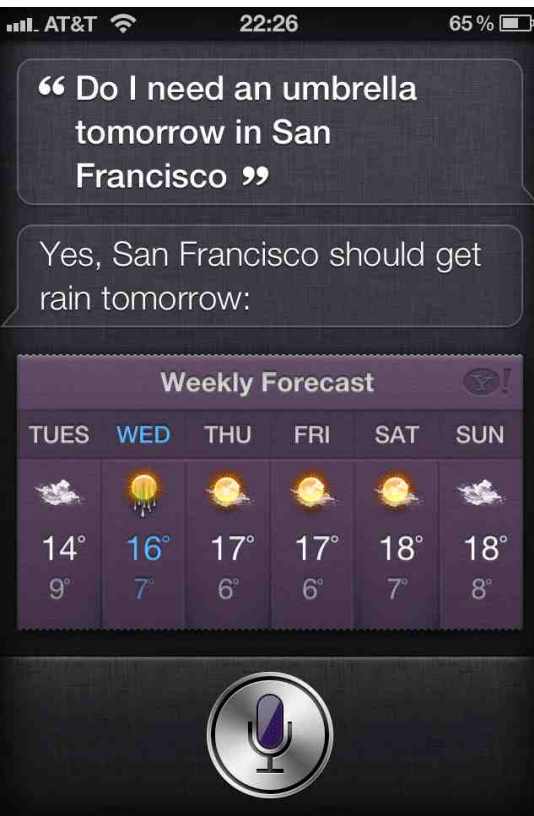 AT&T 22:26 65%
“ Do I need an umbrella
tomorrow in San
Francisco ”
Yes, San Francisco should get
rain tomorrow:
Weekly Forecast Y!
TUES WED THU FRI SAT SUN
14° 16° 17° 17° 18° 18°
9° 7° 6° 6° 7° 8°